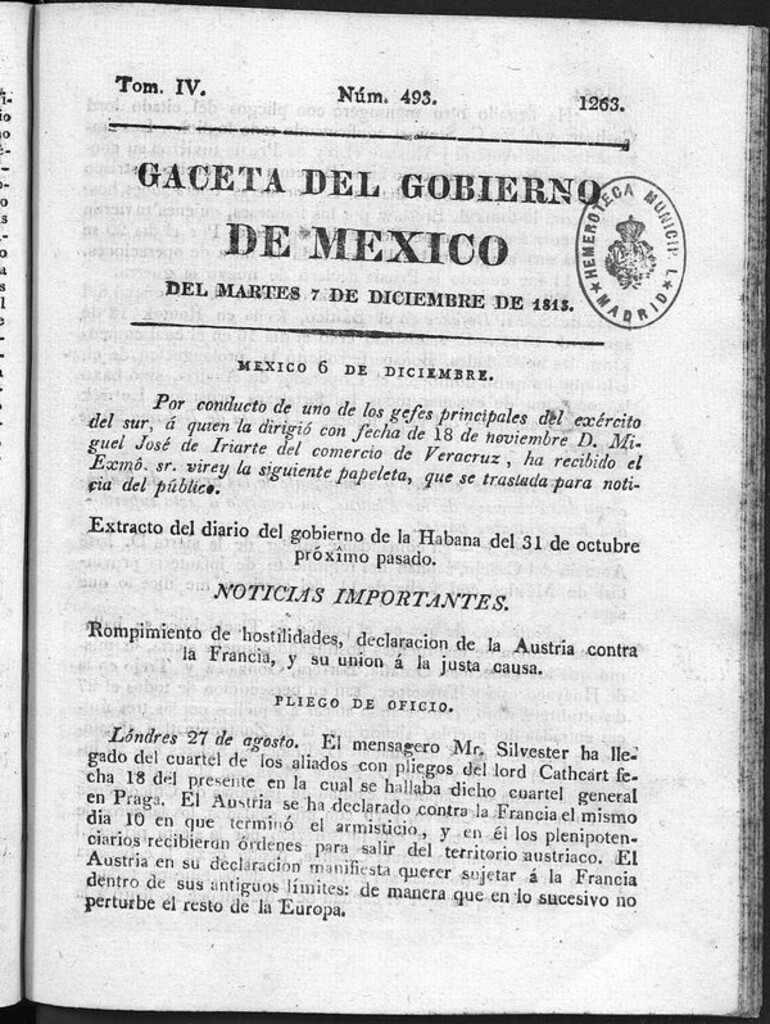 Tom. IV. Núm. 493. 1263.
GACETA DEL GOBIERNO
DE MEXICO
DEL MARTES 7 DE DICIEMBRE DE 1813.
HEMEROTECA MUNICIPAL
★ MADRID ★
MEXICO 6 DE DICIEMBRE.
Por conducto de uno de los gefes principales del exército
del sur, á quien la dirigió con fecha de 18 de noviembre D. Mi-
guel José de Iriarte del comercio de Veracruz, ha recibido el
Exmô. sr. virey la siguiente papeleta, que se traslada para noti-
cia del público.
Extracto del diario del gobierno de la Habana del 31 de octubre
próxîmo pasado.
NOTICIAS IMPORTANTES.
Rompimiento de hostilidades, declaracion de la Austria contra
la Francia, y su union á la justa causa.
PLIEGO DE OFICIO.
Lóndres 27 de agosto. El mensagero Mr. Silvester ha lle-
gado del cuartel de los aliados con pliegos del lord Cathcart fe-
cha 18 del presente en la cual se hallaba dicho cuartel general
en Praga. El Austria se ha declarado contra la Francia el mismo
dia 10 en que terminó el armisticio, y en él los plenipoten-
ciarios recibieron órdenes para salir del territorio austriaco. El
Austria en su declaracion manifiesta querer sujetar á la Francia
dentro de sus antiguos límites: de manera que en lo sucesivo no
perturbe el resto de la Europa.